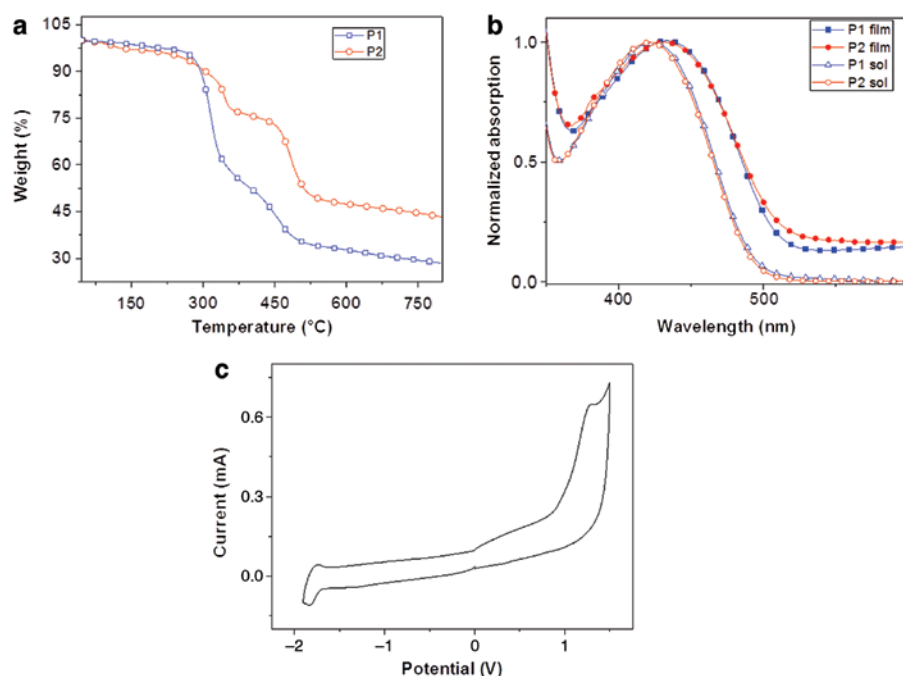 a
105
90
75
60
45
30
150
300
450
600
750
Weight (%)
Temperature (°C)
P1
P2
b
1.0
0.5
0.0
400
500
Normalized absorption
Wavelength (nm)
P1 film
P2 film
P1 sol
P2 sol
c
0.6
0.3
0.0
–2
–1
0
1
Current (mA)
Potential (V)